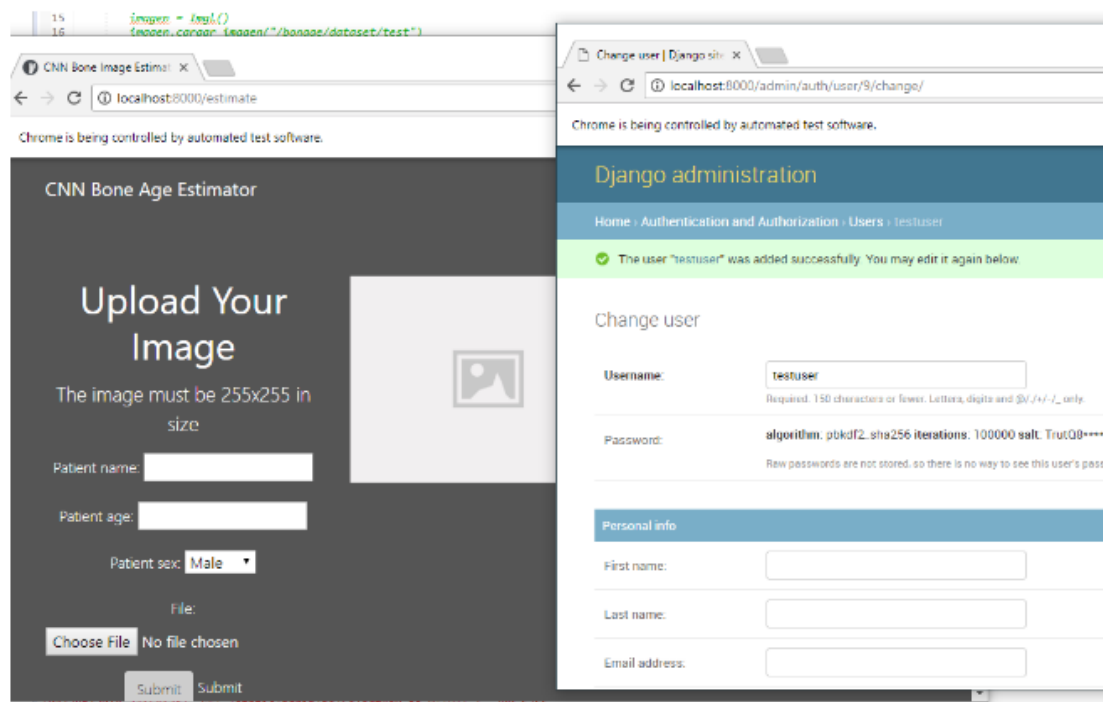 15 imagen = Img1()
16 imagen.cargar_imagen("/bonage/dataset/test")
CNN Bone Image Estimat
localhost:8000/estimate
Chrome is being controlled by automated test software.
CNN Bone Age Estimator
Upload Your
Image
The image must be 255x255 in
size
Patient name:
Patient age:
Patient sex: Male
File:
Choose File No file chosen
Submit Submit
Change user | Django site
localhost:8000/admin/auth/user/9/change/
Chrome is being controlled by automated test software.
Django administration
Home › Authentication and Authorization › Users › testuser
The user "testuser" was added successfully. You may edit it again below.
Change user
Username: testuser
Required. 150 characters or fewer. Letters, digits and @/./+/-/_ only.
Password: algorithm: pbkdf2_sha256 iterations: 100000 salt: TrutQ8****
Raw passwords are not stored, so there is no way to see this user's pass
Personal info
First name:
Last name:
Email address: